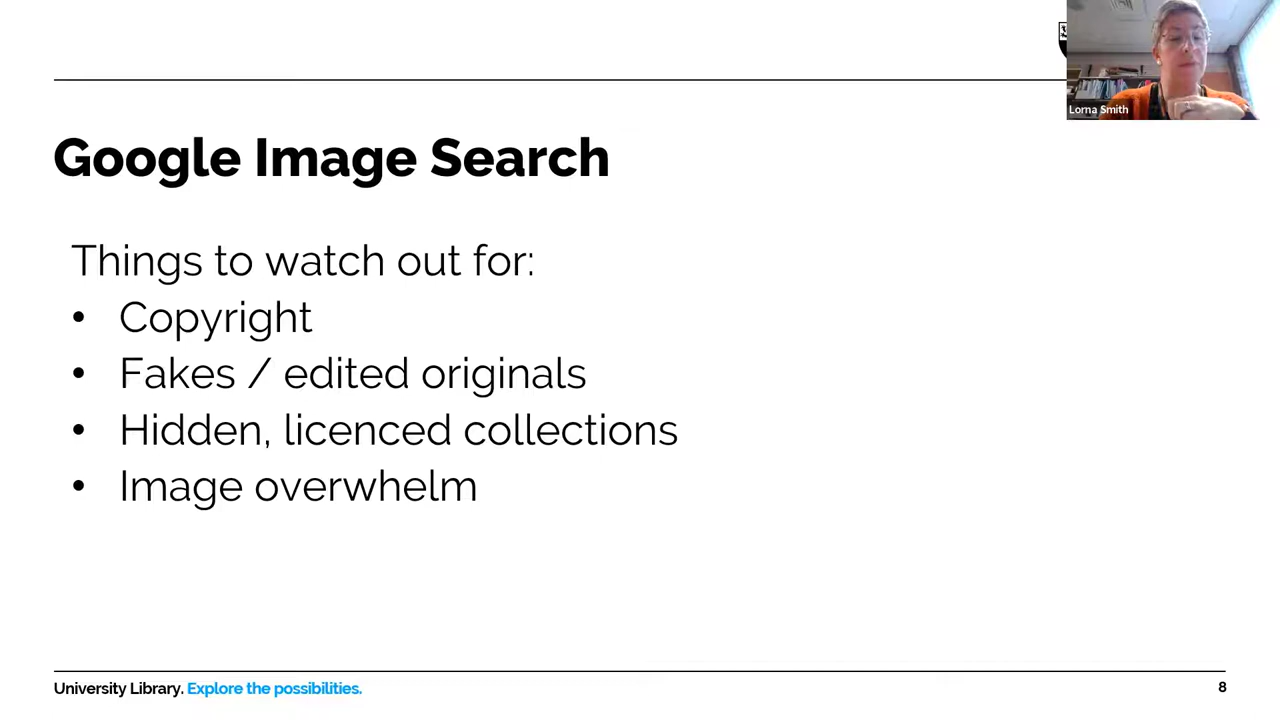 Lorna Smith
Google Image Search
Things to watch out for:
• Copyright
• Fakes / edited originals
• Hidden, licenced collections
• Image overwhelm
University Library. Explore the possibilities.
8